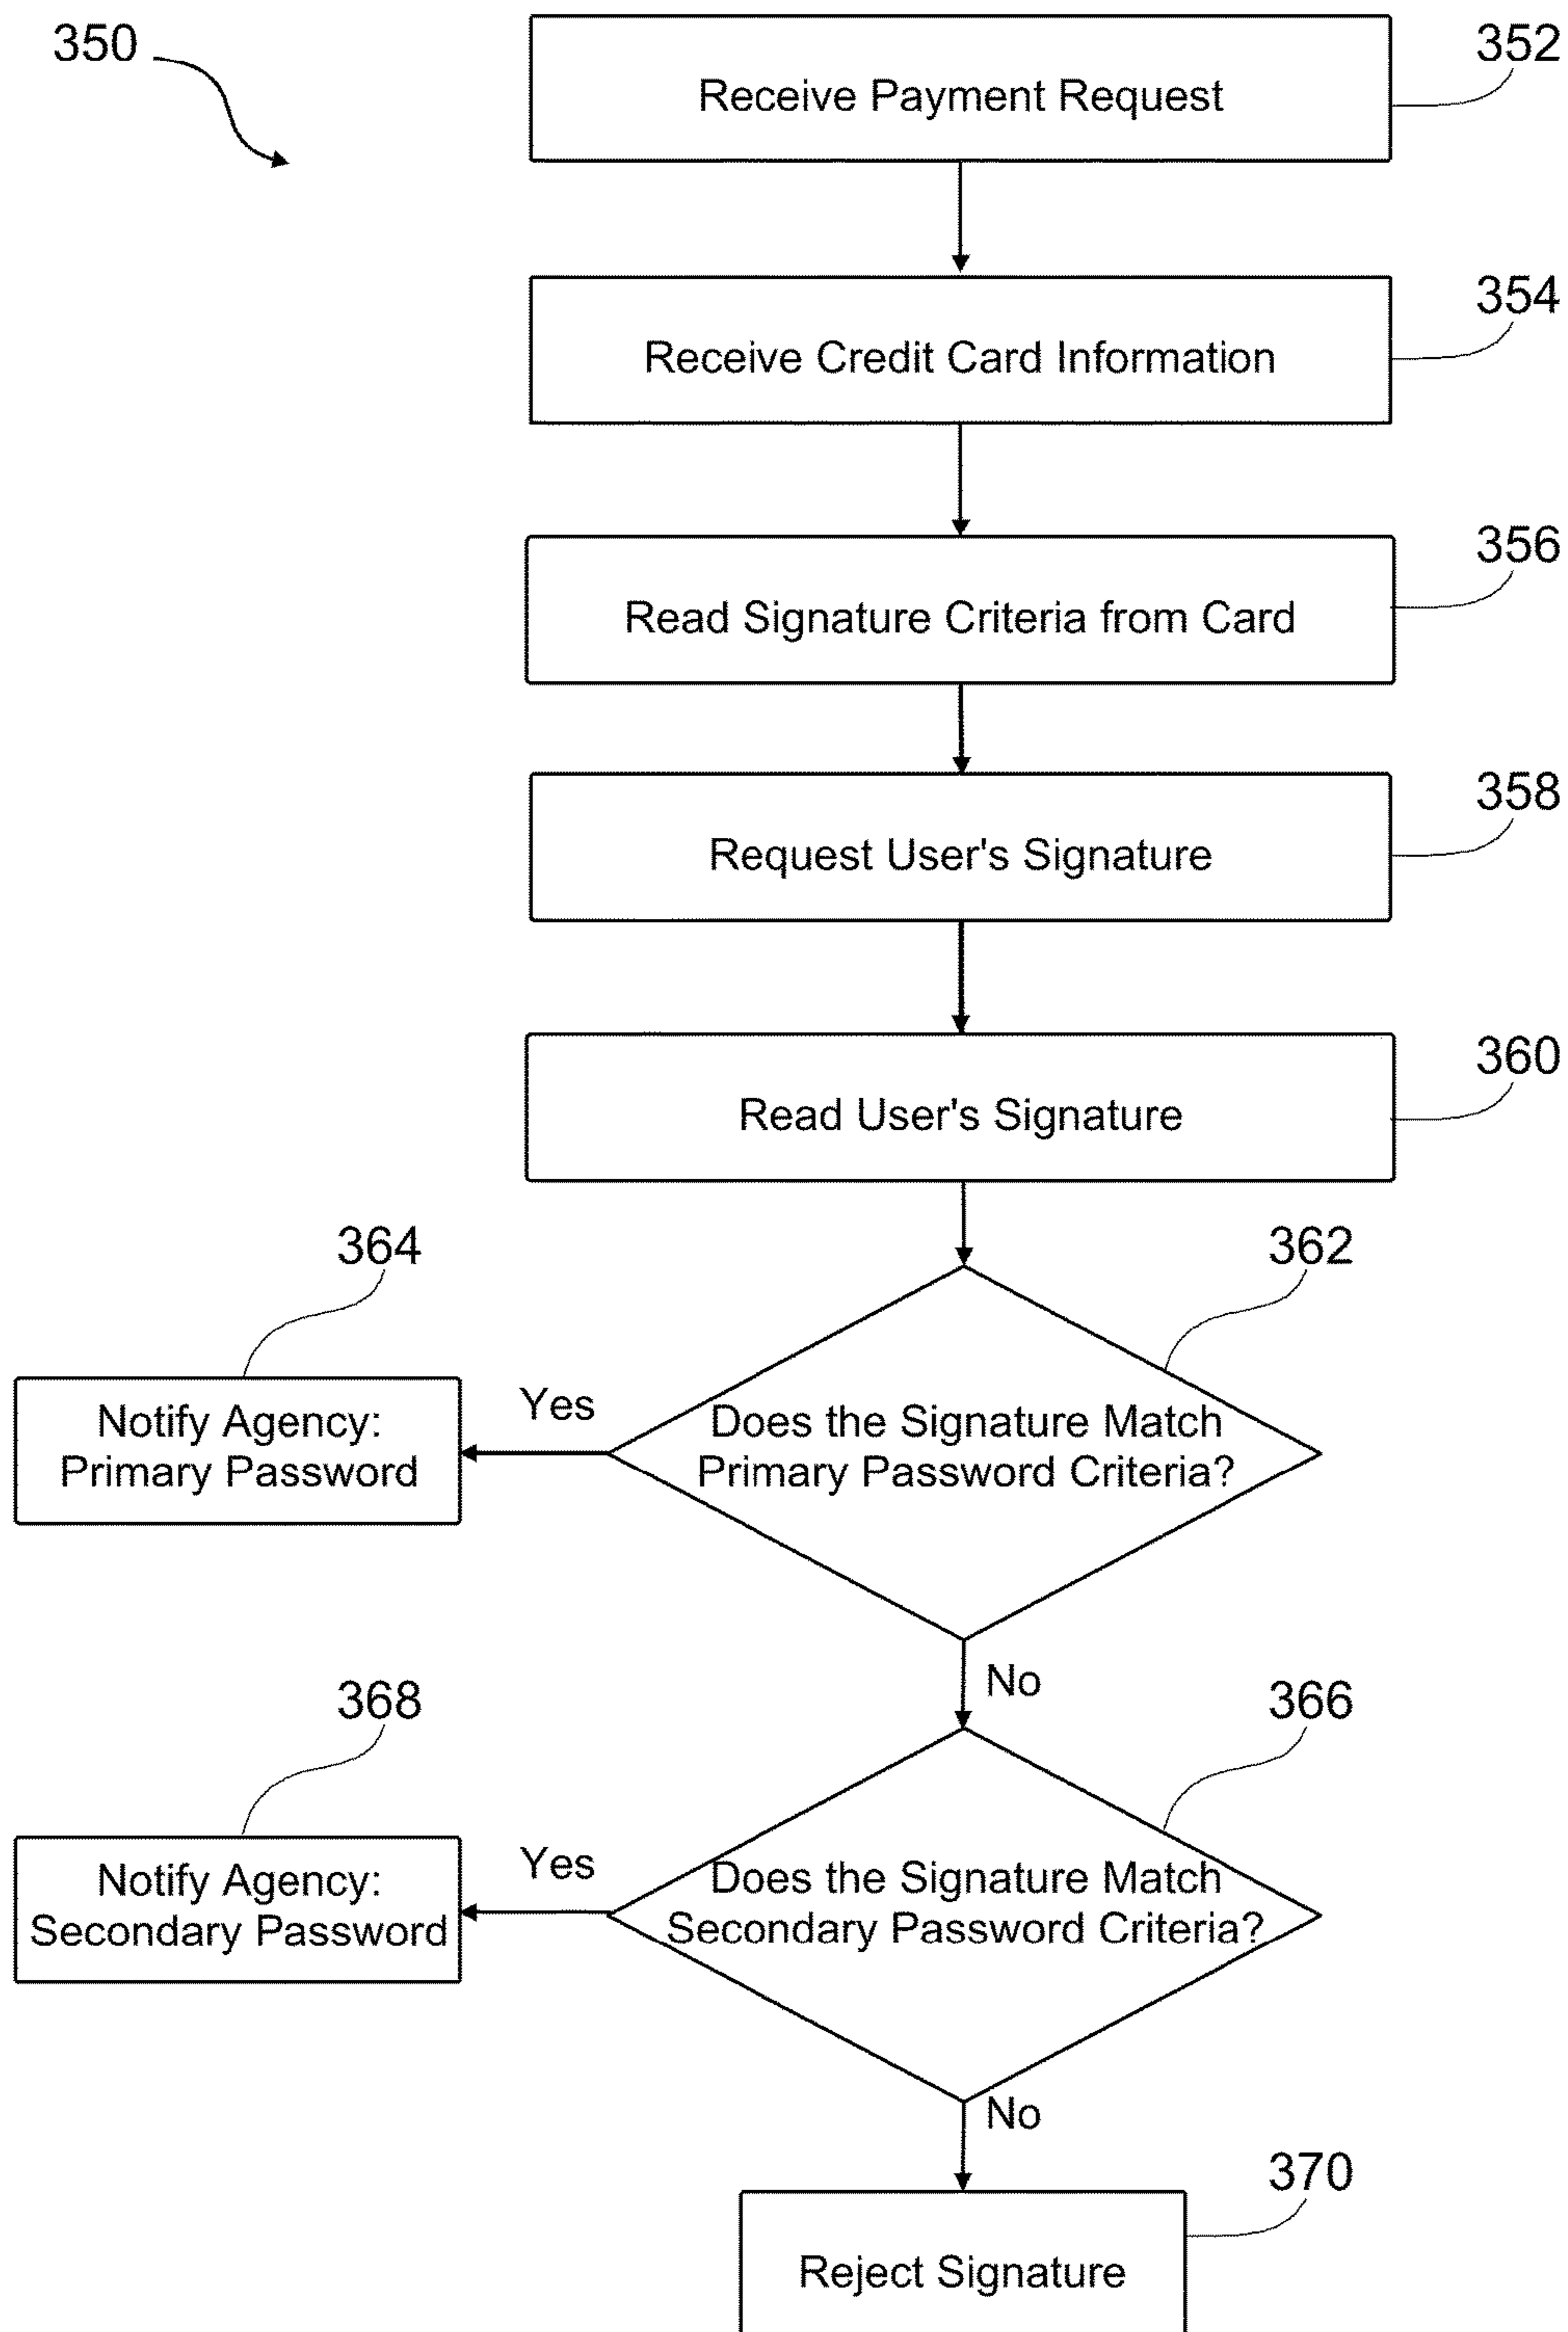 350
352
Receive Payment Request
354
Receive Credit Card Information
356
Read Signature Criteria from Card
358
Request User's Signature
360
Read User's Signature
364
362
Notify Agency:
Primary Password
Yes
Does the Signature Match
Primary Password Criteria?
No
368
366
Notify Agency:
Secondary Password
Yes
Does the Signature Match
Secondary Password Criteria?
No
370
Reject Signature